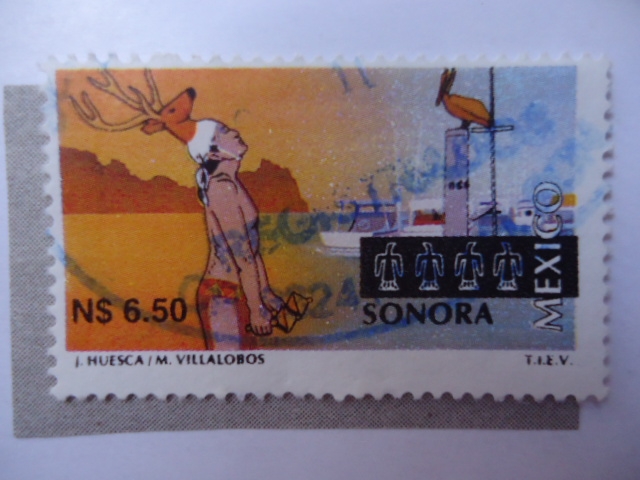 N$ 6.50
SONORA
MEXICO
J. HUESCA / M. VILLALOBOS
T.I.E.V.